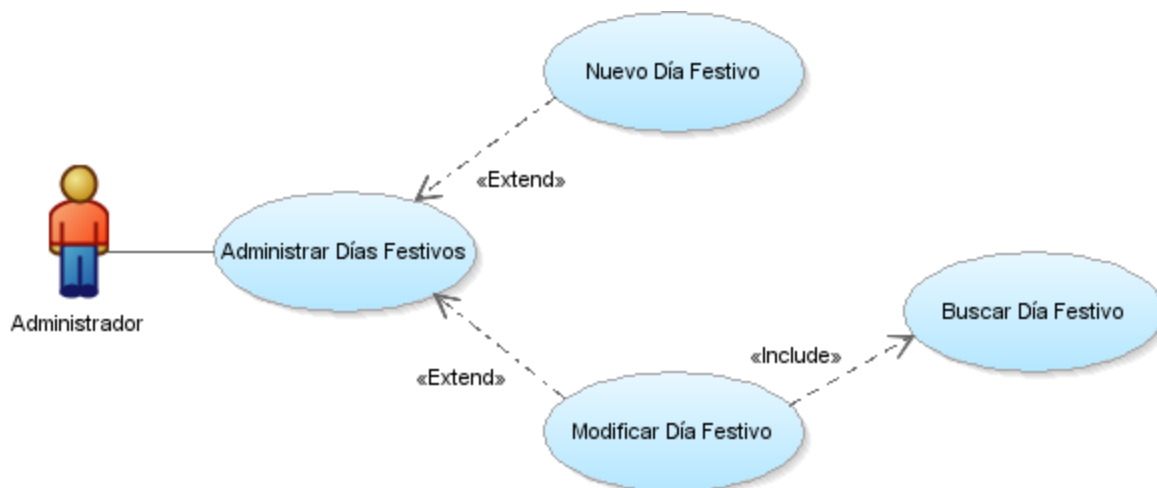 Nuevo Día Festivo
«Extend»
Administrar Días Festivos
Administrador
Buscar Día Festivo
«Include»
«Extend»
Modificar Día Festivo